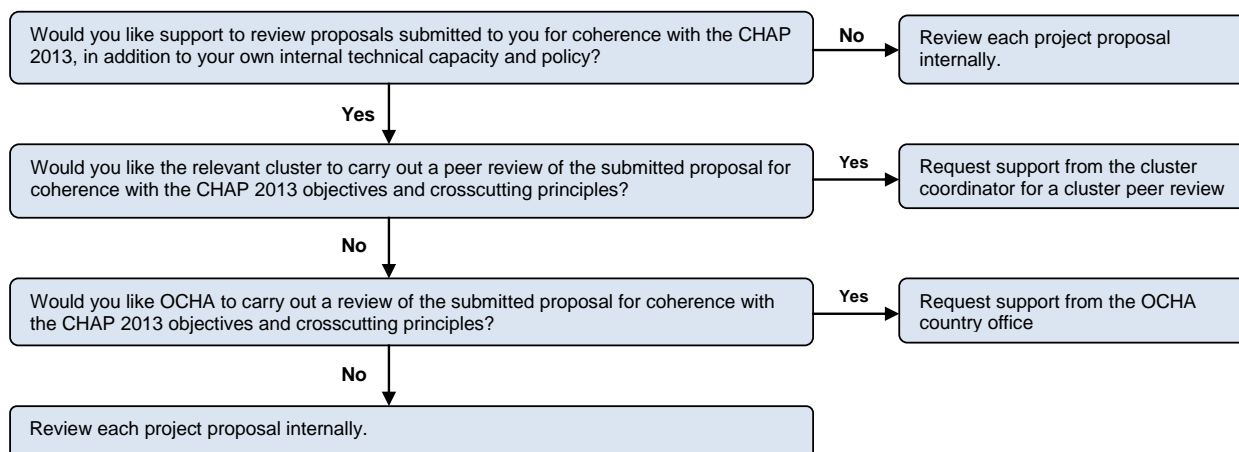 Would you like support to review proposals submitted to you for coherence with the CHAP
2013, in addition to your own internal technical capacity and policy?
No
Review each project proposal
internally.
Yes
Would you like the relevant cluster to carry out a peer review of the submitted proposal for
coherence with the CHAP 2013 objectives and crosscutting principles?
Yes
Request support from the cluster
coordinator for a cluster peer review
No
Would you like OCHA to carry out a review of the submitted proposal for coherence with
the CHAP 2013 objectives and crosscutting principles?
Yes
Request support from the OCHA
country office
No
Review each project proposal internally.